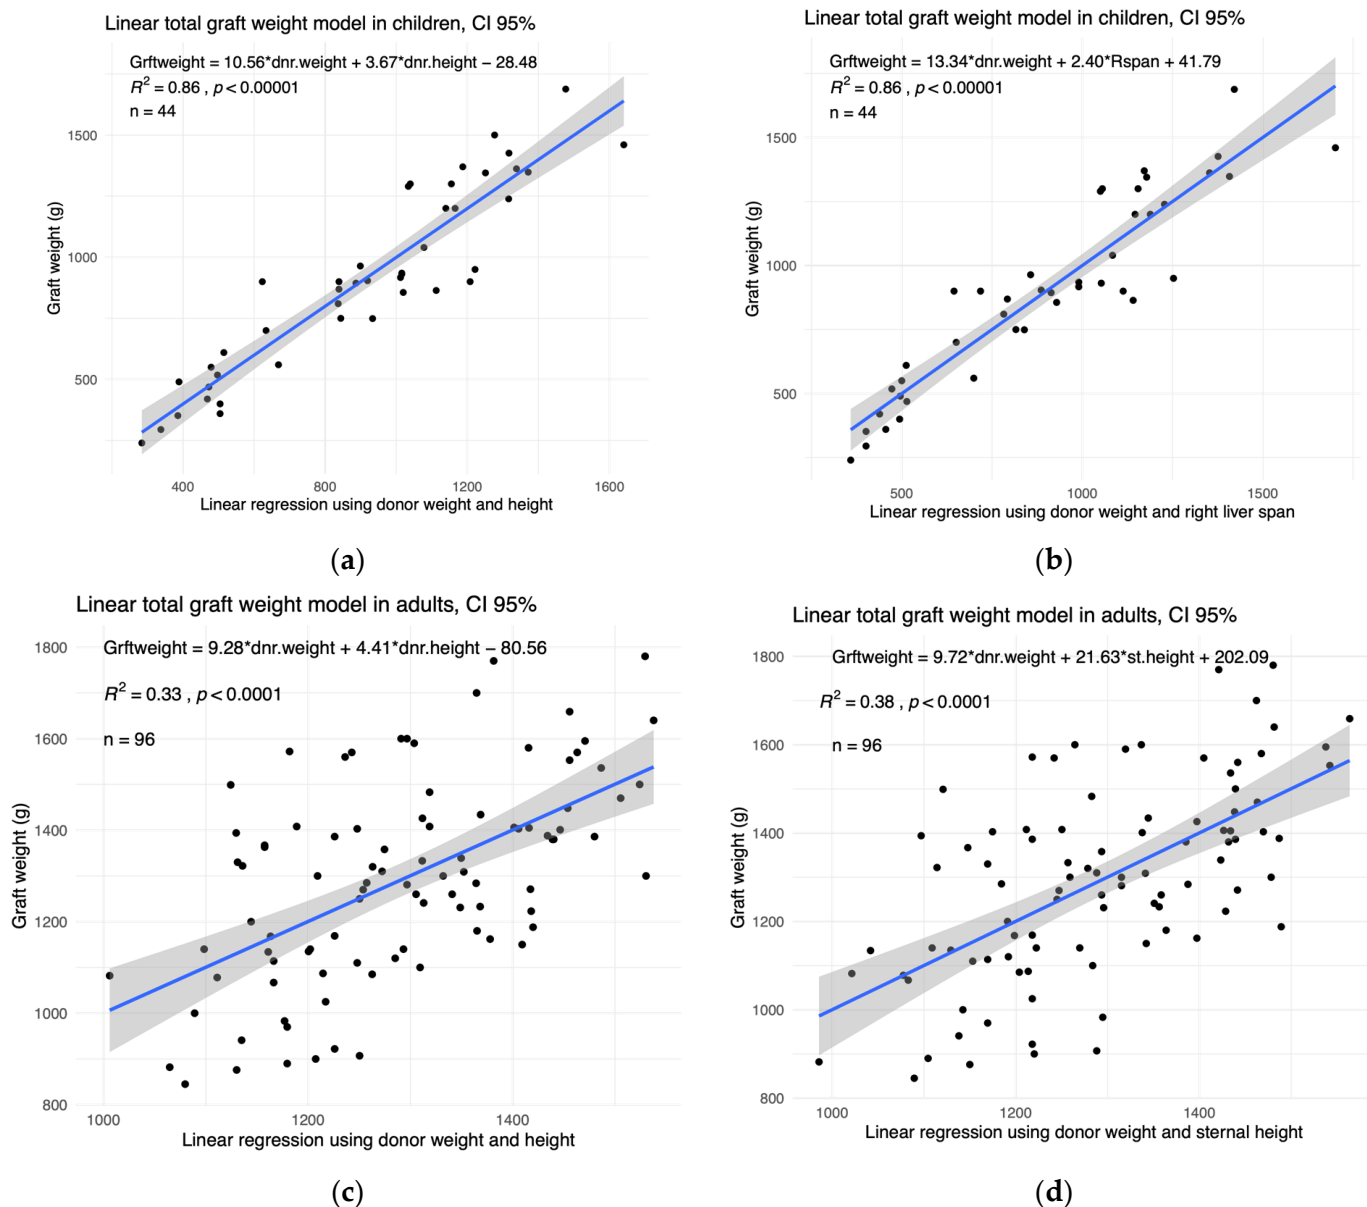 Linear total graft weight model in children, CI 95%
Grftweight = 10.56*dnr.weight + 3.67*dnr.height − 28.48
R² = 0.86 , p < 0.00001
n = 44
Graft weight (g)
1500
1000
500
400 800 1200 1600
Linear regression using donor weight and height
(a)
Linear total graft weight model in children, CI 95%
Grftweight = 13.34*dnr.weight + 2.40*Rspan + 41.79
R² = 0.86 , p < 0.00001
n = 44
Graft weight (g)
1500
1000
500
500 1000 1500
Linear regression using donor weight and right liver span
(b)
Linear total graft weight model in adults, CI 95%
Grftweight = 9.28*dnr.weight + 4.41*dnr.height − 80.56
R² = 0.33 , p < 0.0001
n = 96
Graft weight (g)
1800
1600
1400
1200
1000
800
1000 1200 1400
Linear regression using donor weight and height
(c)
Linear total graft weight model in adults, CI 95%
Grftweight = 9.72*dnr.weight + 21.63*st.height + 202.09
R² = 0.38 , p < 0.0001
n = 96
Graft weight (g)
1800
1600
1400
1200
1000
800
1000 1200 1400
Linear regression using donor weight and sternal height
(d)